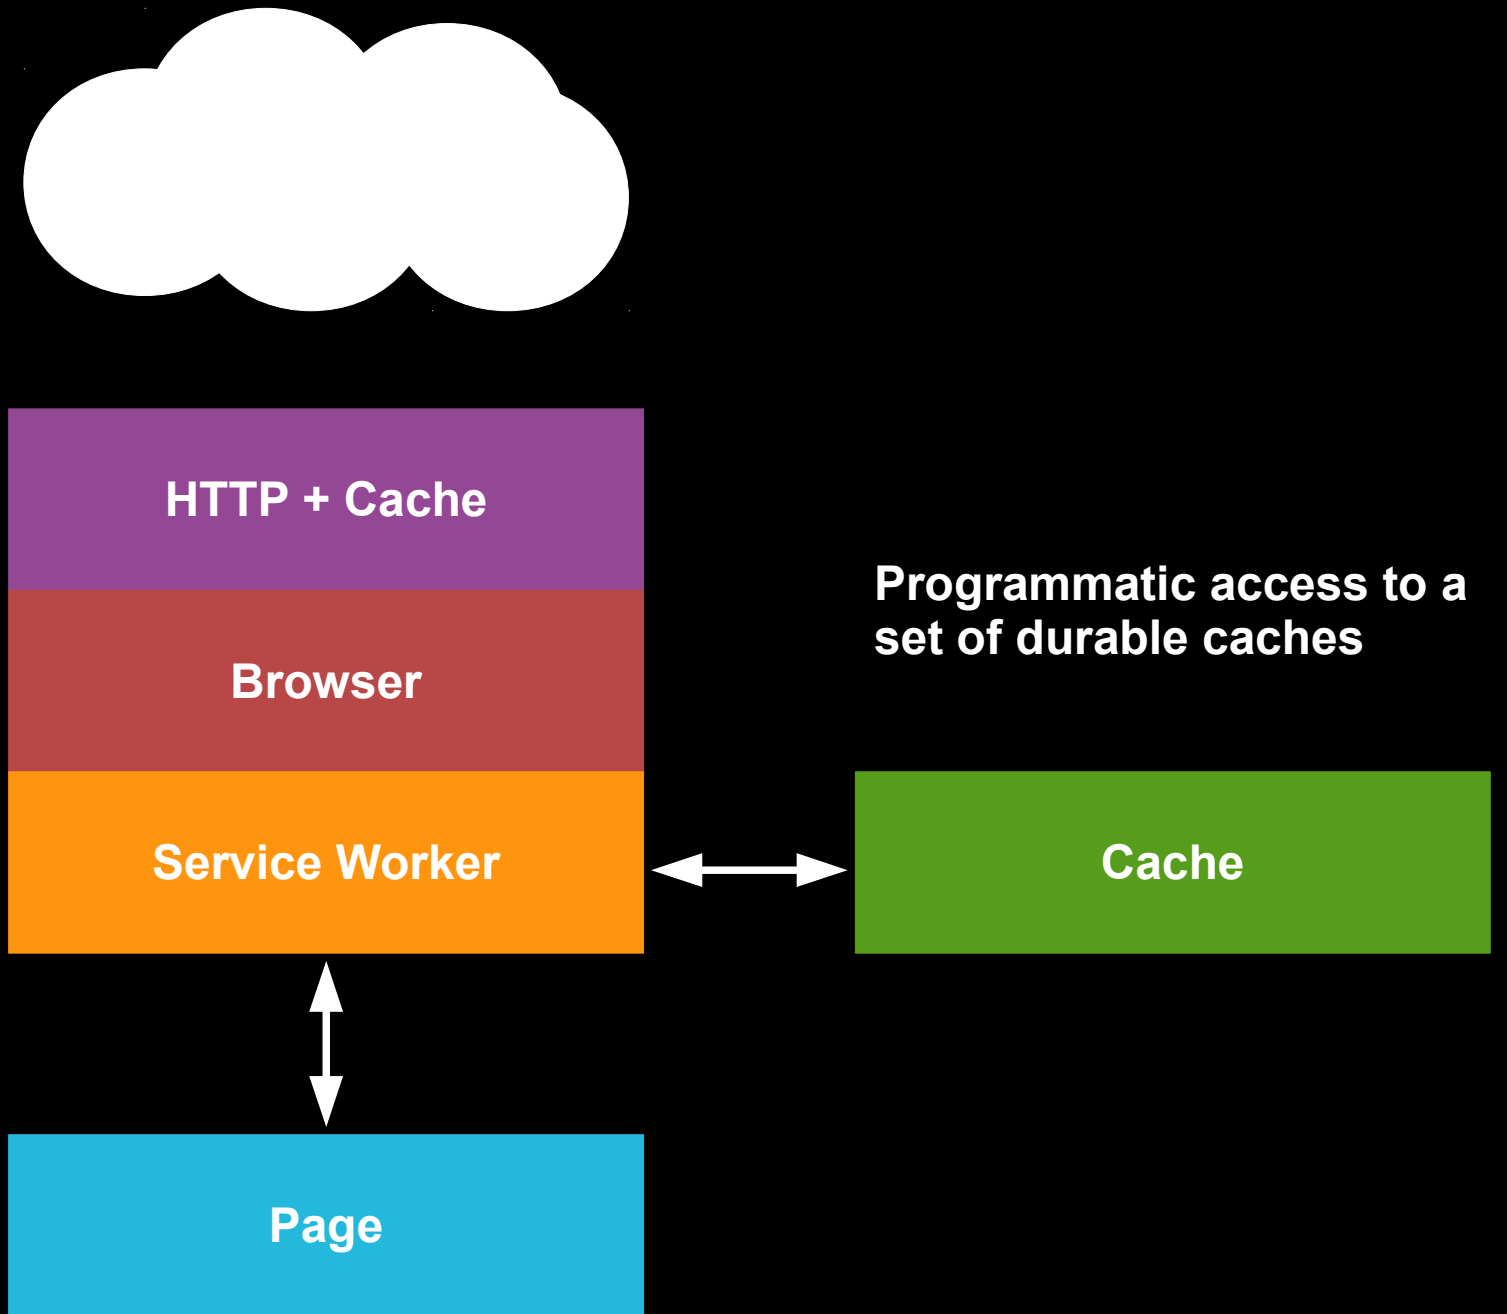 HTTP + Cache
Programmatic access to a
set of durable caches
Browser
Service Worker
Cache
Page